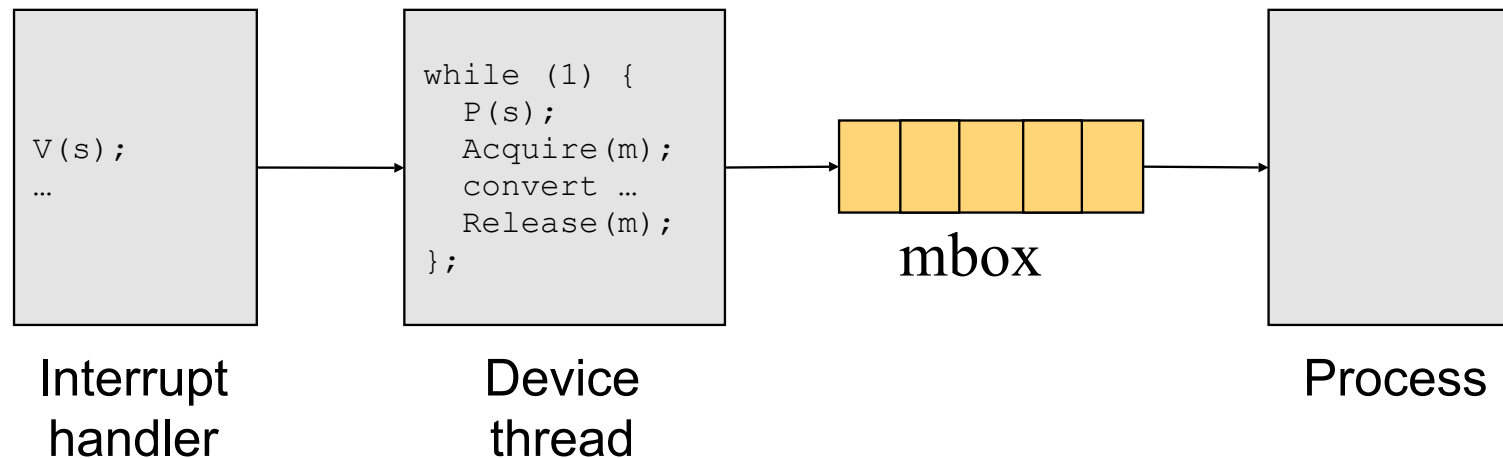 V(s);
…
while (1) {
P(s);
Acquire(m);
convert …
Release(m);
};
mbox
Interrupt
handler
Device
thread
Process